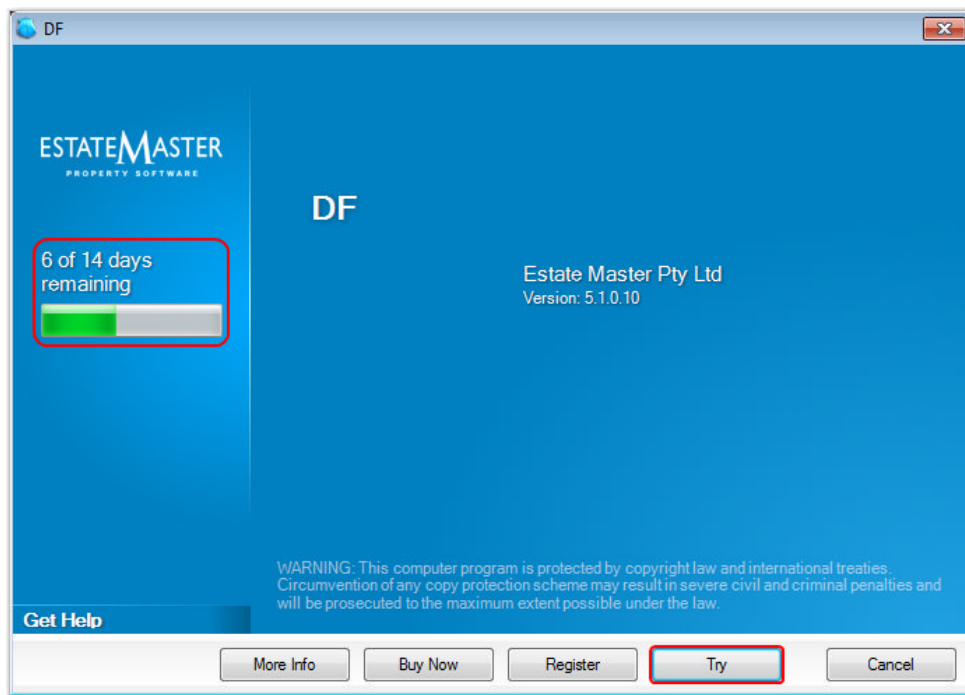 DF
ESTATEMASTER
PROPERTY SOFTWARE
6 of 14 days
remaining
DF
Estate Master Pty Ltd
Version: 5.1.0.10
WARNING: This computer program is protected by copyright law and international treaties.
Circumvention of any copy protection scheme may result in severe civil and criminal penalties and
will be prosecuted to the maximum extent possible under the law.
Get Help
More Info
Buy Now
Register
Try
Cancel